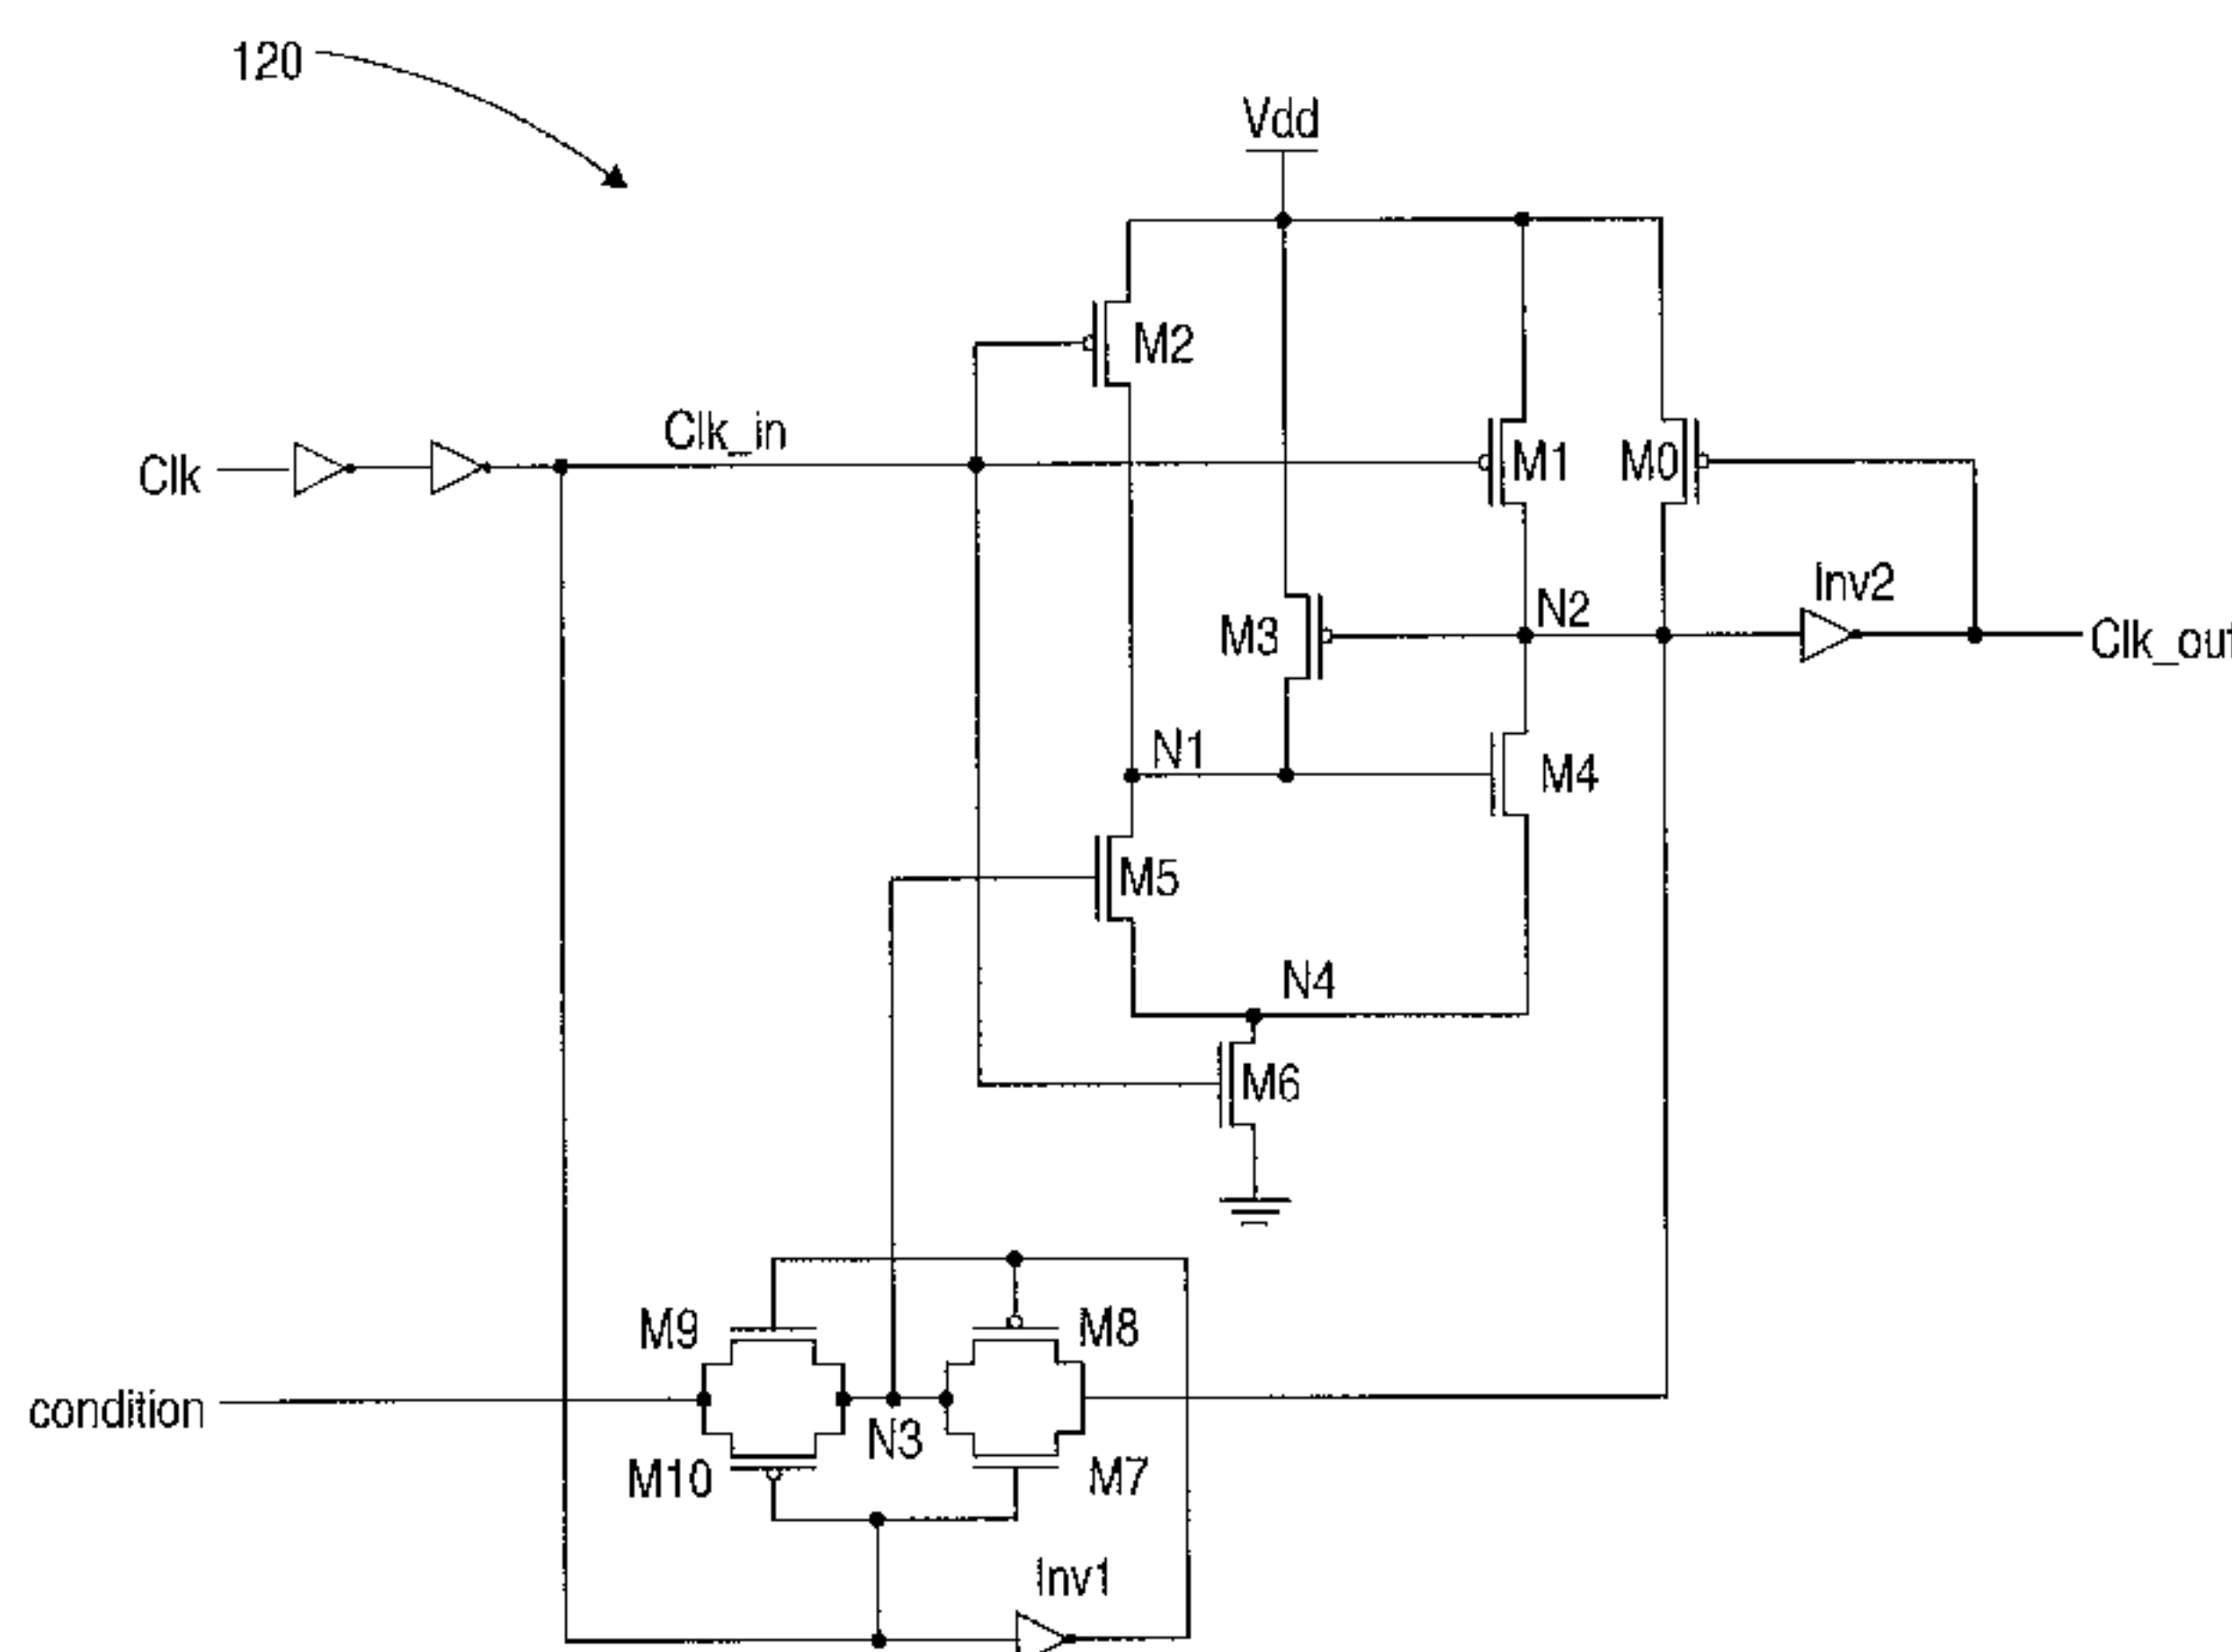 120
Vdd
M2
Clk_in
Clk
M1
M0
Inv2
N2
M3
Clk_out
N1
M4
M5
N4
M6
M9
M8
condition
N3
M10
M7
Inv1